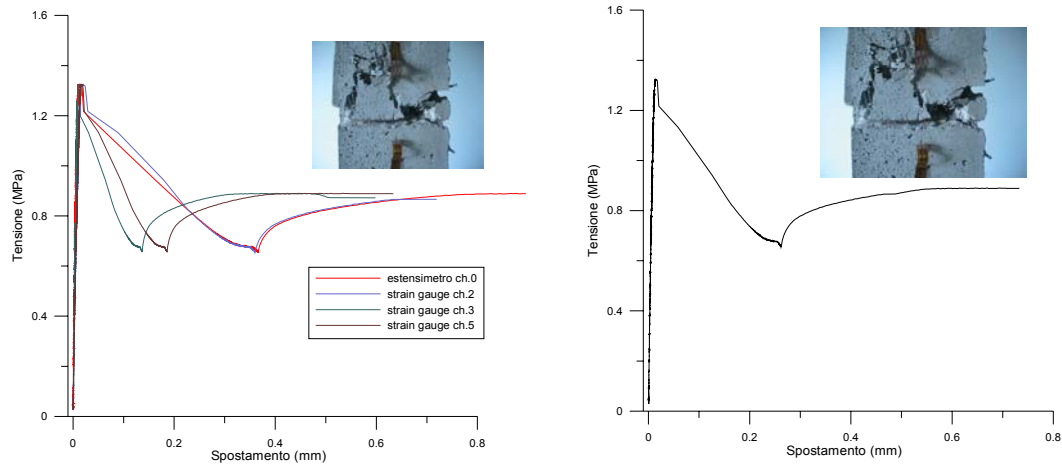 1.6
1.2
0.8
0.4
0
Tensione (MPa)
estensimetro ch.0
strain gauge ch.2
strain gauge ch.3
strain gauge ch.5
0 0.2 0.4 0.6 0.8
Spostamento (mm)
1.6
1.2
0.8
0.4
0
Tensione (MPa)
0 0.2 0.4 0.6 0.8
Spostamento (mm)